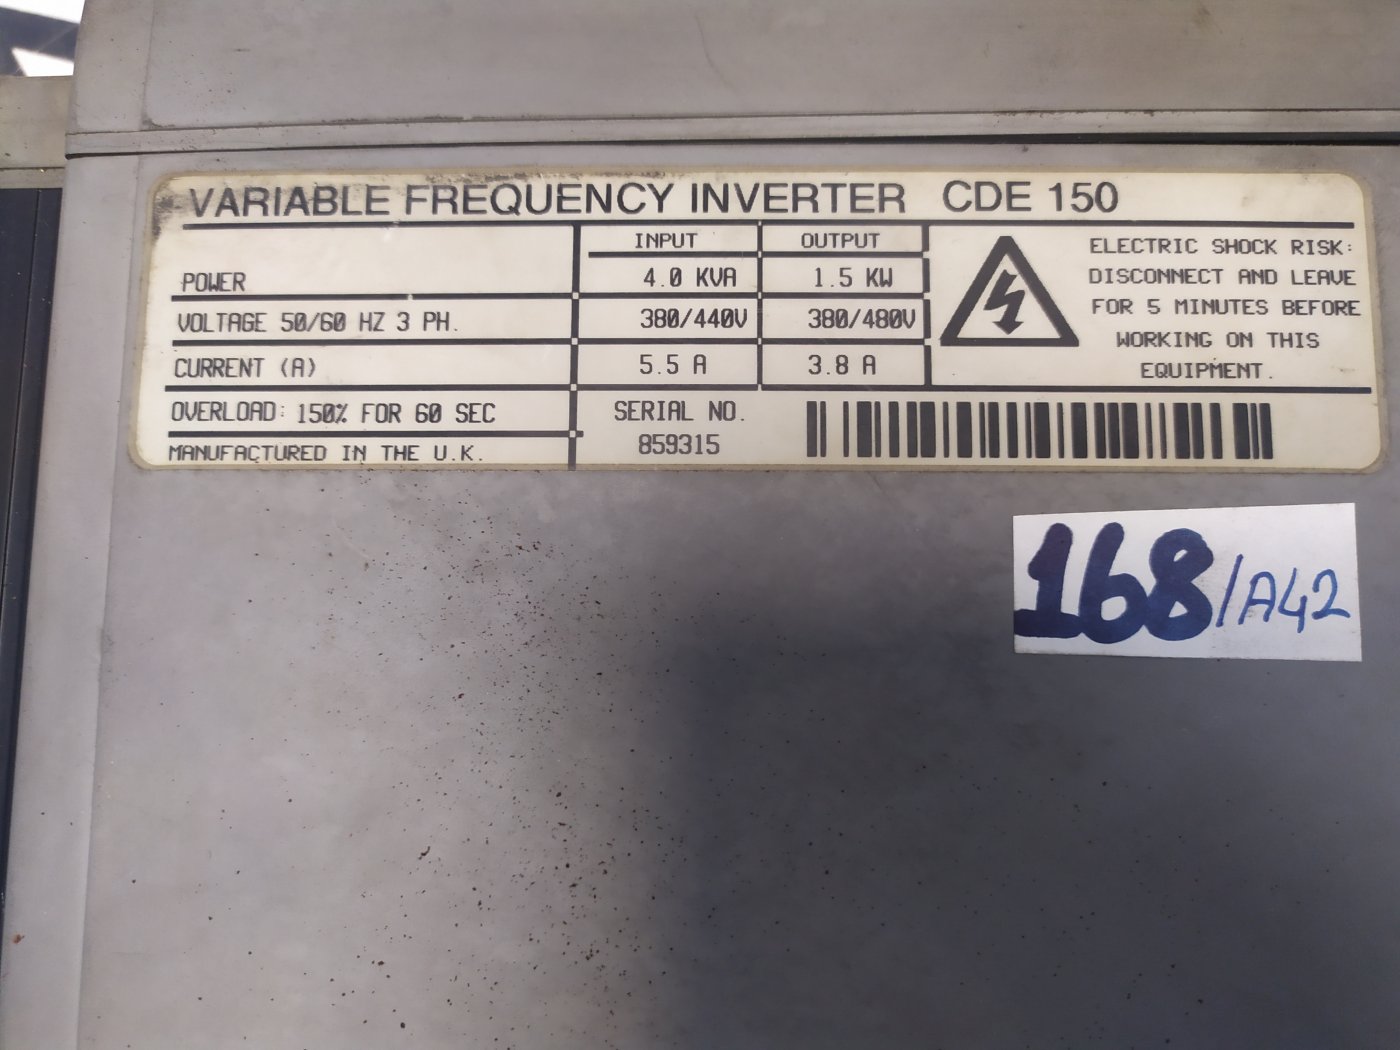 VARIABLE FREQUENCY INVERTER CDE 150
INPUT OUTPUT
POWER 4.0 KVA 1.5 KW
VOLTAGE 50/60 HZ 3 PH. 380/440V 380/480V
CURRENT (A) 5.5 A 3.8 A
ELECTRIC SHOCK RISK:
DISCONNECT AND LEAVE
FOR 5 MINUTES BEFORE
WORKING ON THIS
EQUIPMENT.
OVERLOAD: 150% FOR 60 SEC
MANUFACTURED IN THE U.K.
SERIAL NO.
859315
168/A42